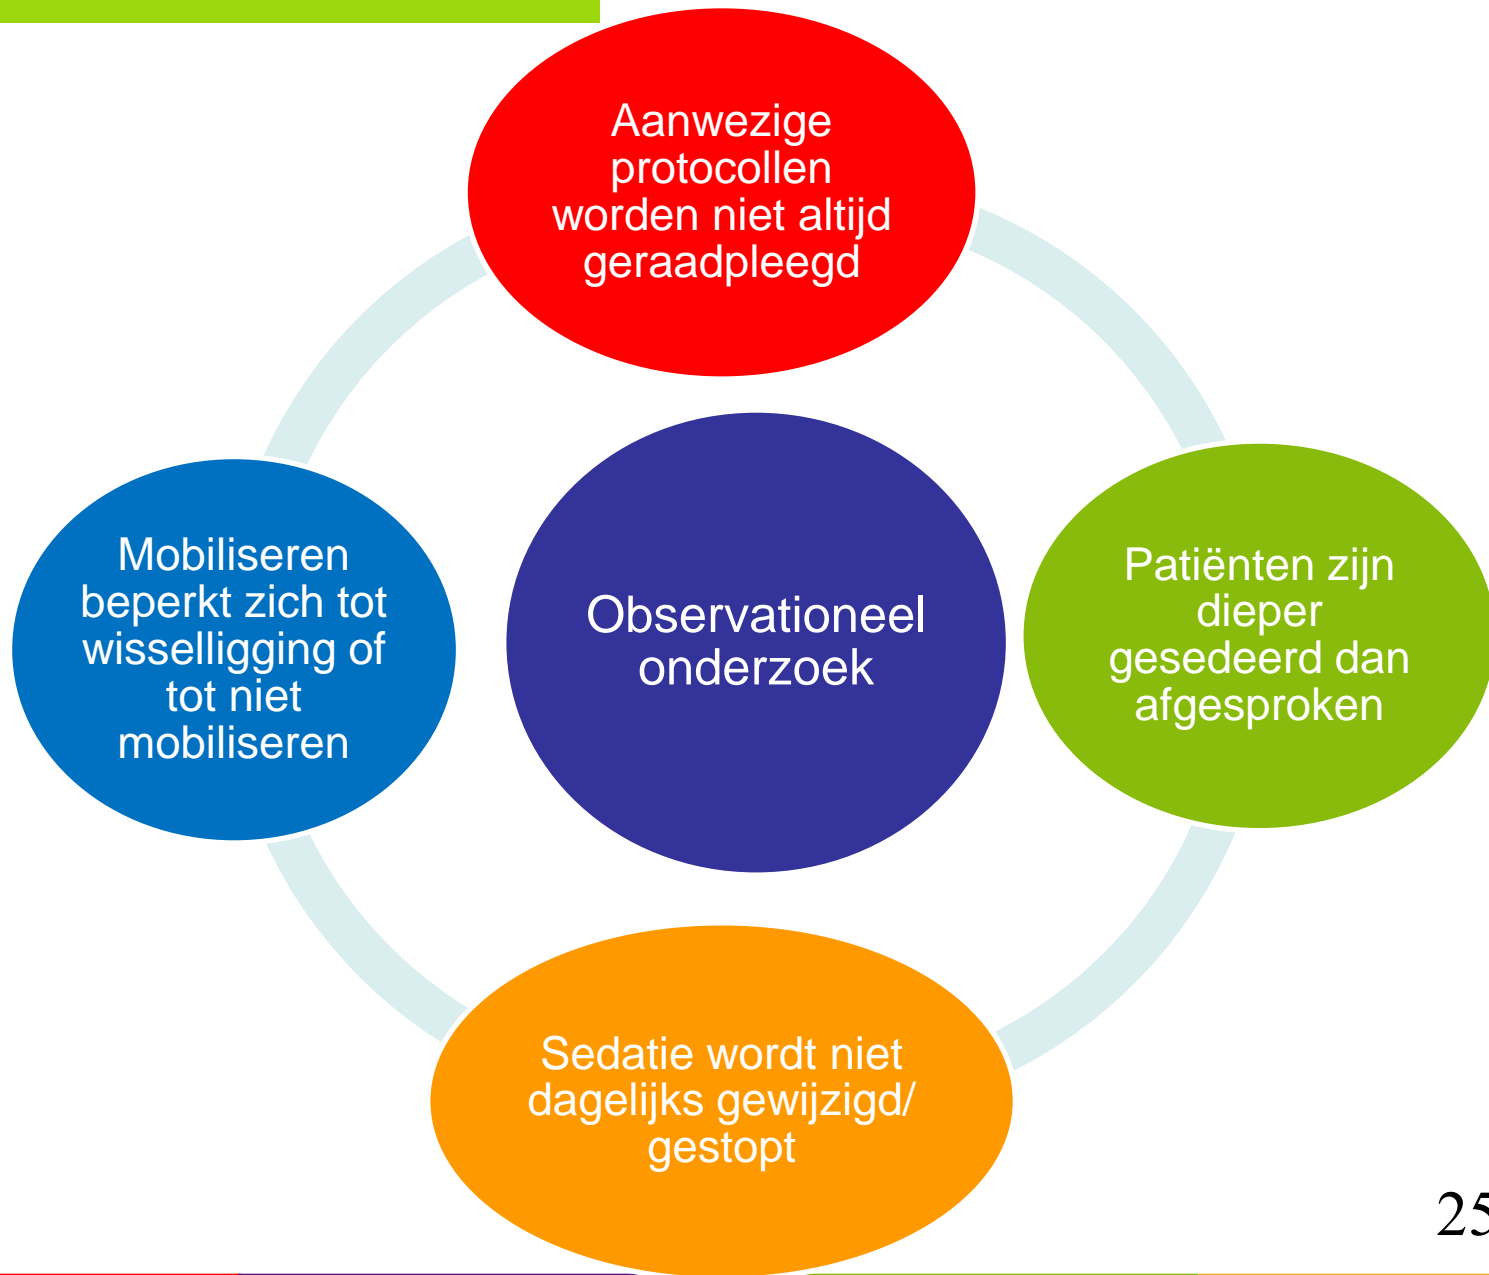 Aanwezige
protocollen
worden niet altijd
geraadpleegd
Mobiliseren
beperkt zich tot
wisselligging of
tot niet
mobiliseren
Observationeel
onderzoek
Patiënten zijn
dieper
gesedeerd dan
afgesproken
Sedatie wordt niet
dagelijks gewijzigd/
gestopt
25